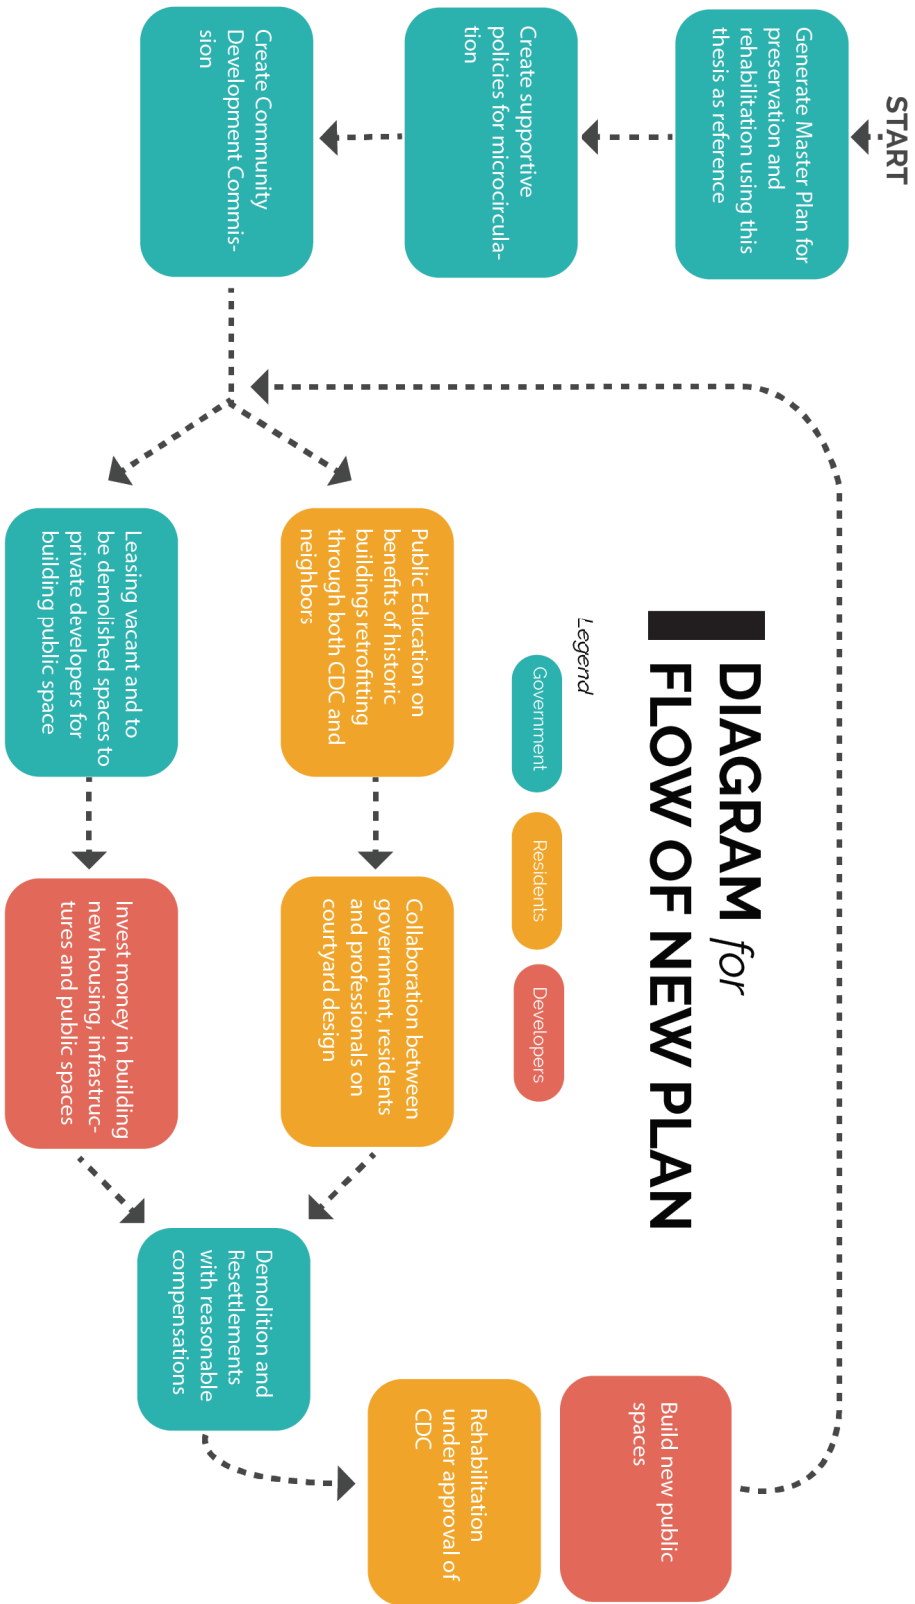 START
Generate Master Plan for
preservation and
rehabilitation using this
thesis as reference
Create supportive
policies for microcircula-
tion
Create Community
Development Commis-
sion
DIAGRAM for
FLOW OF NEW PLAN
Legend
Government
Residents
Developers
Public Education on
benefits of historic
buildings retrofitting
through both CDC and
neighbors
Leasing vacant and to
be demolished spaces to
private developers for
building public space
Collaboration between
government, residents
and professionals on
courtyard design
Invest money in building
new housing, infrastruc-
tures and public spaces
Demolition and
Resettlements
with reasonable
compensations
Build new public
spaces
Rehabilitation
under approval of
CDC